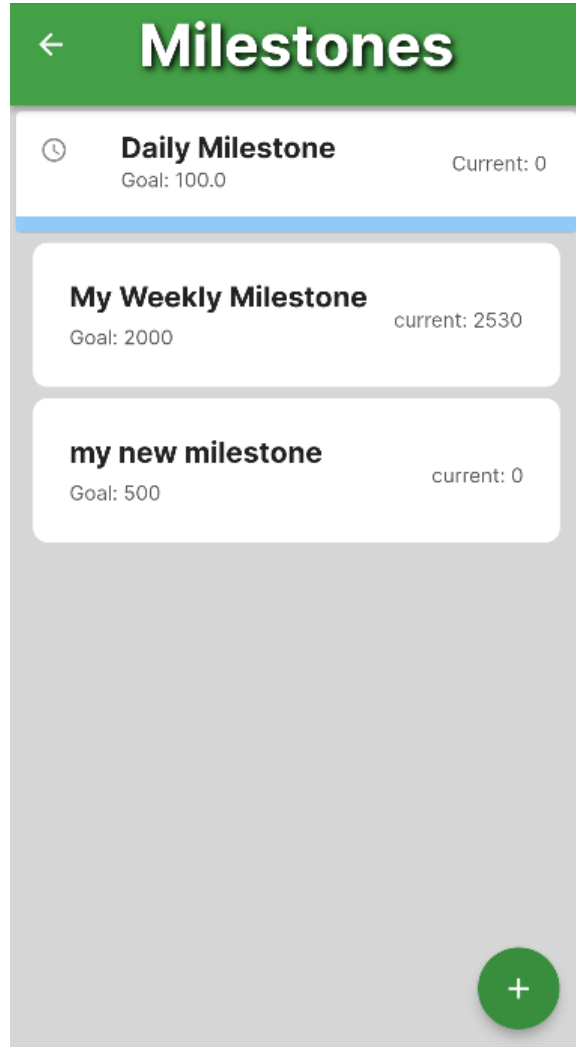 Milestones
Daily Milestone
Goal: 100.0
Current: 0
My Weekly Milestone
Goal: 2000
current: 2530
my new milestone
Goal: 500
current: 0
+